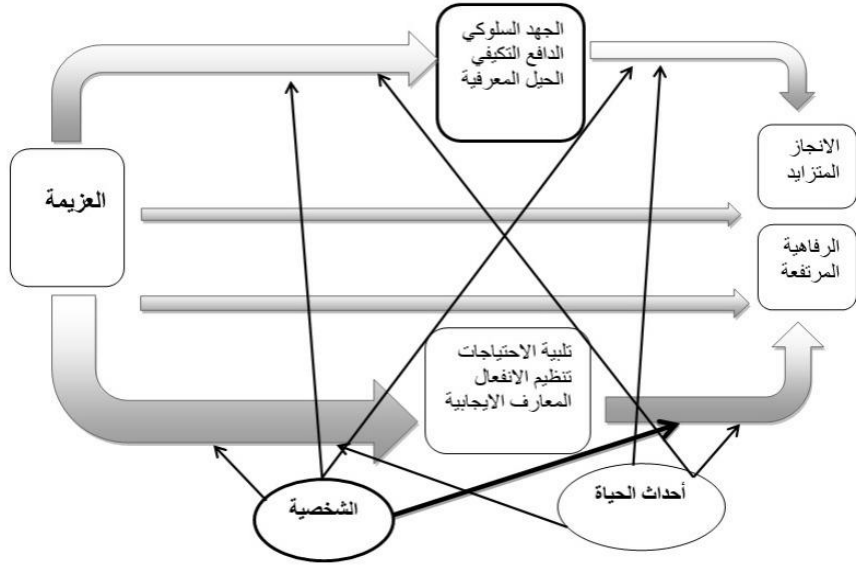 الجهد السلوكي
الدافع التكيفي
الحيل المعرفية
الانجاز
المتزايد
العزيمة
الرفاهية
المرتفعة
تلبية الاحتياجات
تنظيم الانفعال
المعارف الايجابية
أحداث الحياة
الشخصية